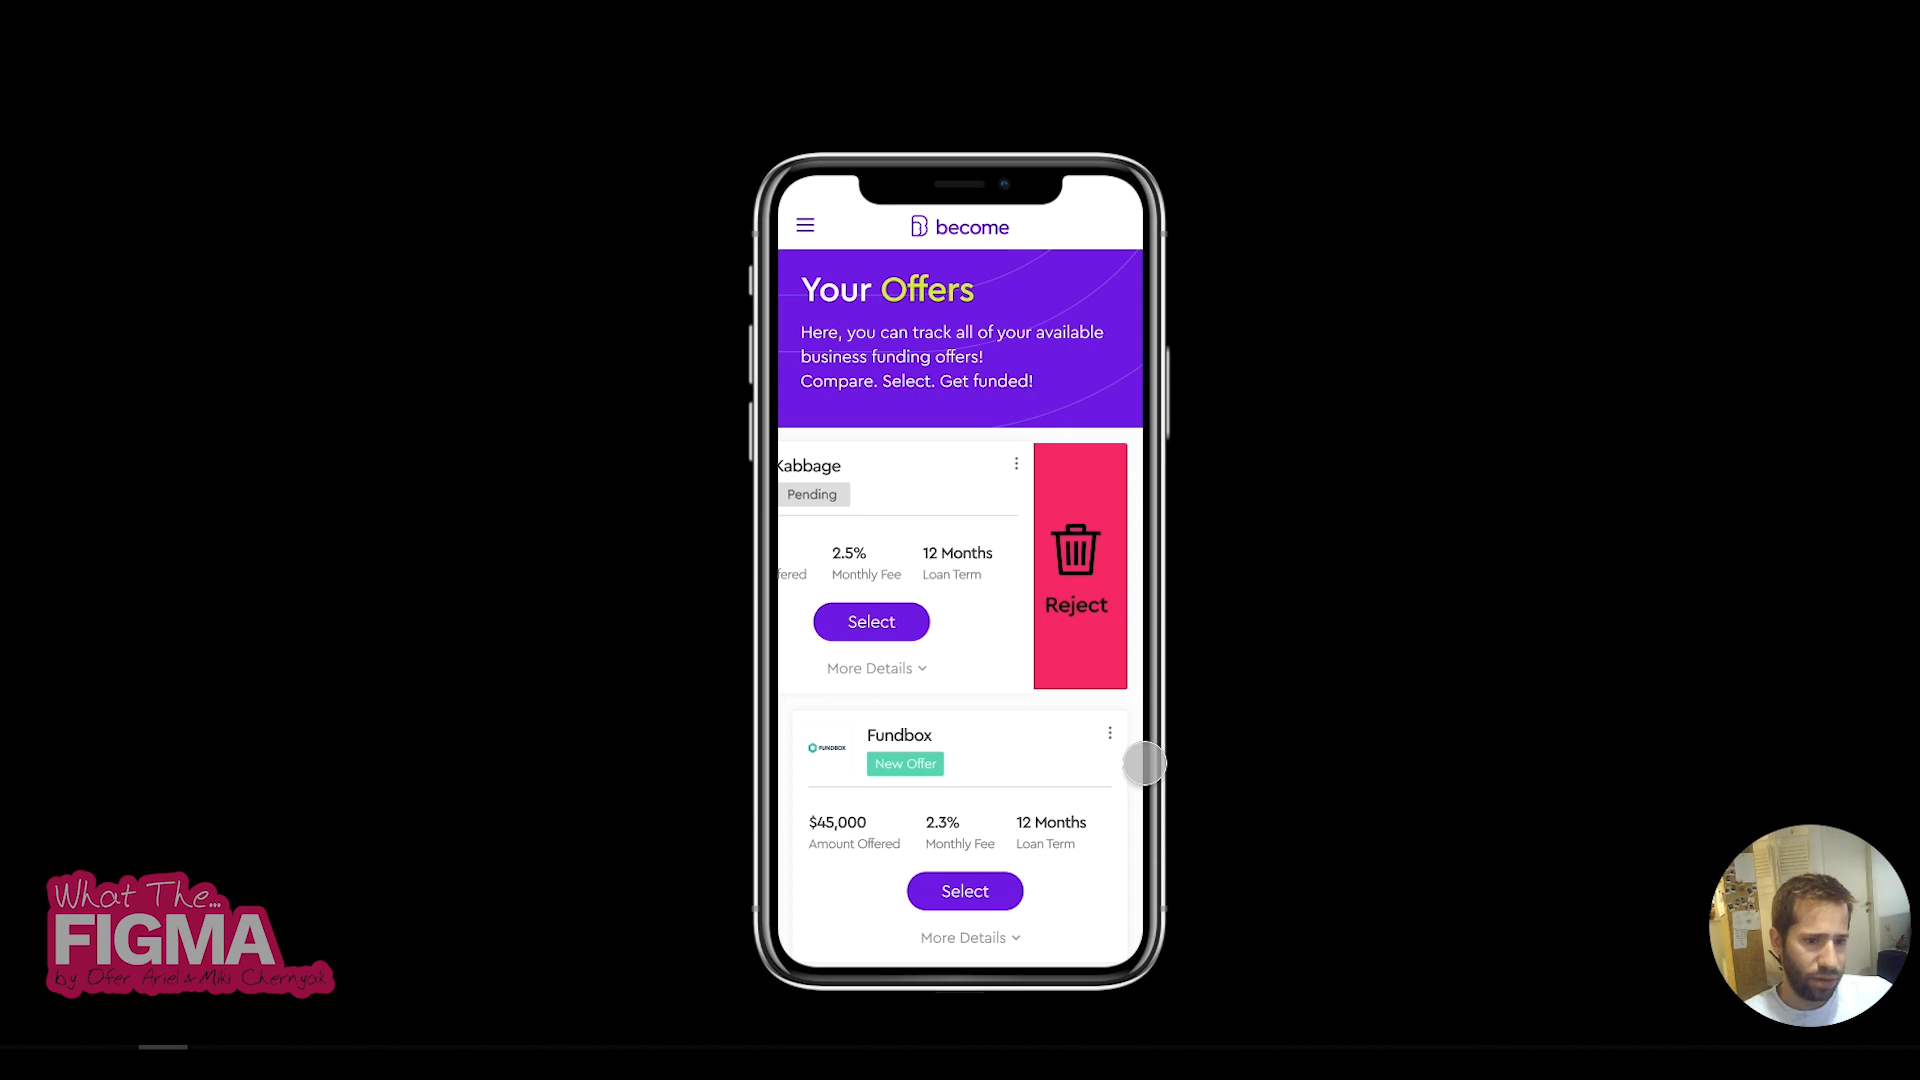 become
Your Offers
Here, you can track all of your available
business funding offers!
Compare. Select. Get funded!
Kabbage
Pending
2.5%
12 Months
fered
Monthly Fee
Loan Term
Select
More Details
Reject
Fundbox
FUNDBOX
New Offer
$45,000
2.3%
12 Months
Amount Offered
Monthly Fee
Loan Term
Select
More Details
What The...
FIGMA
by Ofer Ariel & Miki Chernyak